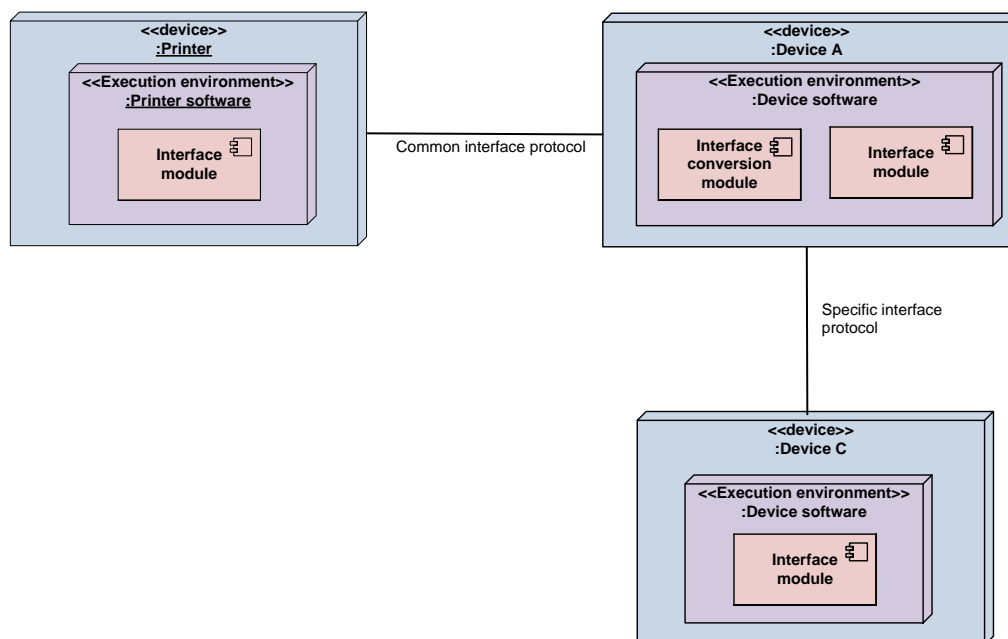 <<device>>
:Printer
<<Execution environment>>
:Printer software
Interface
module
Common interface protocol
<<device>>
:Device A
<<Execution environment>>
:Device software
Interface
conversion
module
Interface
module
Specific interface
protocol
<<device>>
:Device C
<<Execution environment>>
:Device software
Interface
module